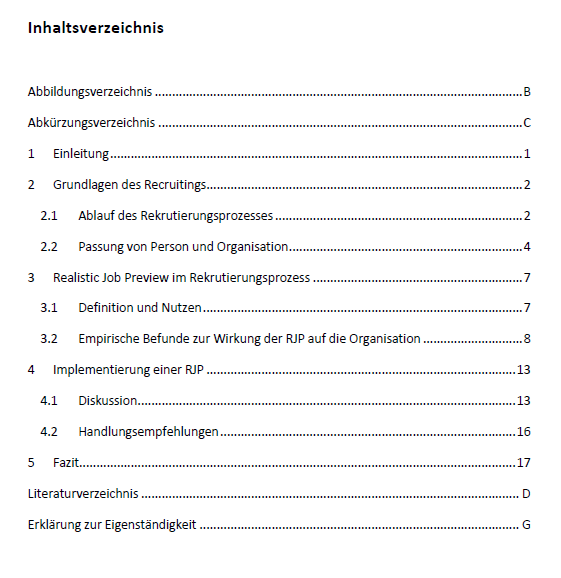 Inhaltsverzeichnis
Abbildungsverzeichnis ........................................................................................................ B
Abkürzungsverzeichnis ....................................................................................................... C
1 Einleitung ........................................................................................................ 1
2 Grundlagen des Recruitings ........................................................................................ 2
2.1 Ablauf des Rekrutierungsprozesses ........................................................................ 2
2.2 Passung von Person und Organisation .................................................................... 4
3 Realistic Job Preview im Rekrutierungsprozess ............................................................. 7
3.1 Definition und Nutzen ............................................................................................. 7
3.2 Empirische Befunde zur Wirkung der RJP auf die Organisation ............................. 8
4 Implementierung einer RJP ........................................................................................ 13
4.1 Diskussion ............................................................................................................ 13
4.2 Handlungsempfehlungen ...................................................................................... 16
5 Fazit ................................................................................................................ 17
Literaturverzeichnis ........................................................................................................ D
Erklärung zur Eigenständigkeit ....................................................................................... G